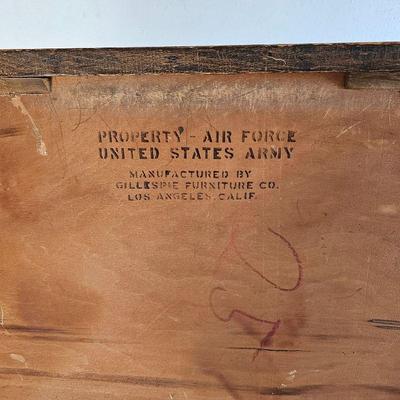 PROPERTY - AIR FORCE
UNITED STATES ARMY
MANUFACTURED BY
GILLESPIE FURNITURE CO.
LOS ANGELES, CALIF.